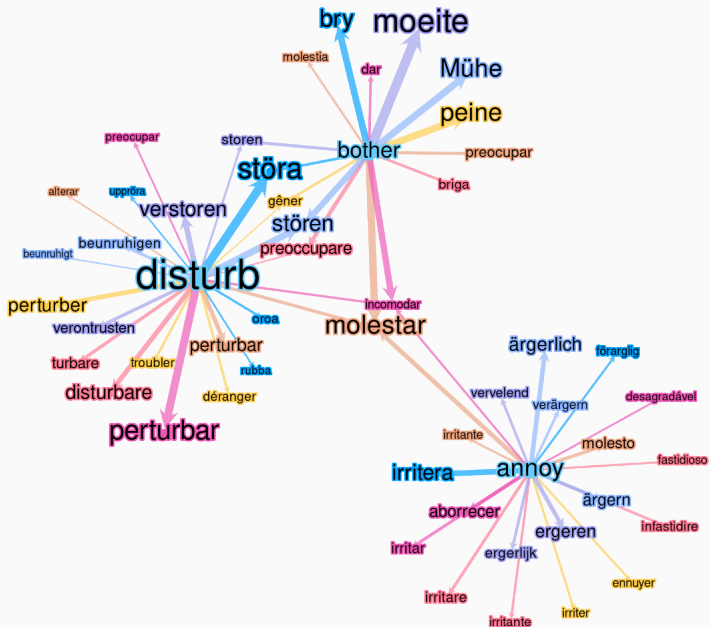 bry
moeite
molestia
dar
Mühe
peine
preocupar
storen
bother
preocupar
störa
briga
alterar
uppröra
gêner
verstoren
stören
beunruhigen
preoccupare
beunruhigt
disturb
perturber
incomodar
oroa
molestar
verontrusten
perturbar
ärgerlich
förarglig
turbare
troubler
rubba
disturbare
déranger
vervelend
verärgern
desagradável
perturbar
irritante
molesto
irritera
annoy
fastidioso
ärgern
aborrecer
infastidire
ergeren
irritar
ergerlijk
ennuyer
irritare
irriter
irritante